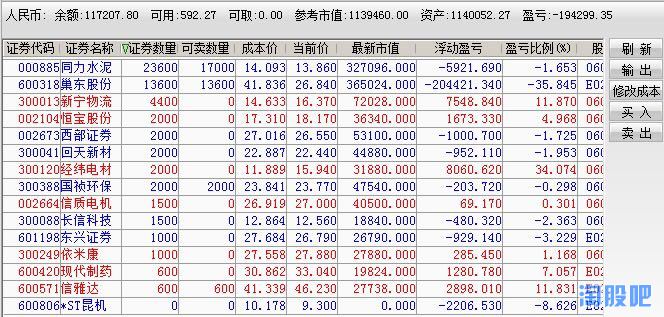 人民币: 余额:117207.80 可用:592.27 可取:0.00 参考市值:1139460.00 资产:1140052.27 盈亏:-194299.35
证券代码 证券名称 证券数量 可卖数量 成本价 当前价 最新市值 浮动盈亏 盈亏比例(%) 股 刷 新
000885 同力水泥 23600 17000 14.093 13.860 327096.000 -5921.690 -1.653 060 输 出
600318 巢东股份 13600 13600 41.836 26.840 365024.000 -204421.340 -35.845 E02
300013 新宁物流 4400 0 14.633 16.370 72028.000 7548.840 11.870 060 修改成本
002104 恒宝股份 2000 0 17.310 18.170 36340.000 1673.330 4.968 060 买 入
002673 西部证券 2000 0 27.016 26.550 53100.000 -1000.700 -1.725 060 卖 出
300041 回天新材 2000 0 22.887 22.440 44880.000 -952.110 -1.953 060
300120 经纬电材 2000 0 11.889 15.940 31880.000 8060.620 34.074 060
300388 国祯环保 2000 2000 23.841 23.770 47540.000 -203.720 -0.298 060
002664 信质电机 1500 0 26.919 27.000 40500.000 69.170 0.301 060
300088 长信科技 1500 0 12.864 12.560 18840.000 -480.320 -2.363 060
601198 东兴证券 1000 0 27.684 26.790 26790.000 -929.140 -3.229 E02
300249 依米康 1000 0 27.558 27.880 27880.000 285.450 1.168 060
600420 现代制药 600 600 30.862 33.040 19824.000 1280.780 7.057 E02
600571 信雅达 600 0 41.339 46.230 27738.000 2898.010 11.831 E02
600806 *ST昆机 0 0 10.178 9.300 0.000 -2206.530 -8.626 E02
淘股吧